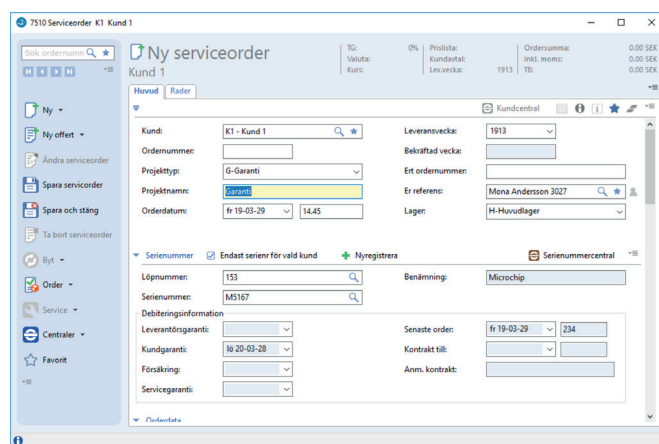 7510 Serviceorder K1 Kund 1
Sök ordernumn
Ny serviceorder
Kund 1
TG: 0%
Valuta:
Kurs:
Prislista:
Kundavtal:
Lev.vecka: 1913
Ordersumma: 0.00 SEK
Inkl. moms: 0.00 SEK
TB: 0.00 SEK
Huvud Rader
Ny
Ny offert
Ändra serviceorder
Spara servicorder
Spara och stäng
Ta bort serviceorder
Byt
Order
Service
Centraler
Favorit
Kundcentral
Kund: K1 - Kund 1 Leveransvecka: 1913
Ordernummer: Bekräftad vecka:
Projekttyp: G-Garanti Ert ordernummer:
Projektnamn: Garanti Er referens: Mona Andersson 3027
Orderdatum: fr 19-03-29 14.45 Lager: H-Huvudlager
Serienummer Endast serienr för vald kund Nyregistrera Serienummercentral
Löpnummer: 153 Benämning: Microchip
Serienummer: M5167
Debiteringsinformation
Leverantörsgaranti: Senaste order: fr 19-03-29 234
Kundgaranti: lö 20-03-28 Kontrakt till:
Försäkring: Anm. kontrakt:
Servicegaranti:
Orderdata